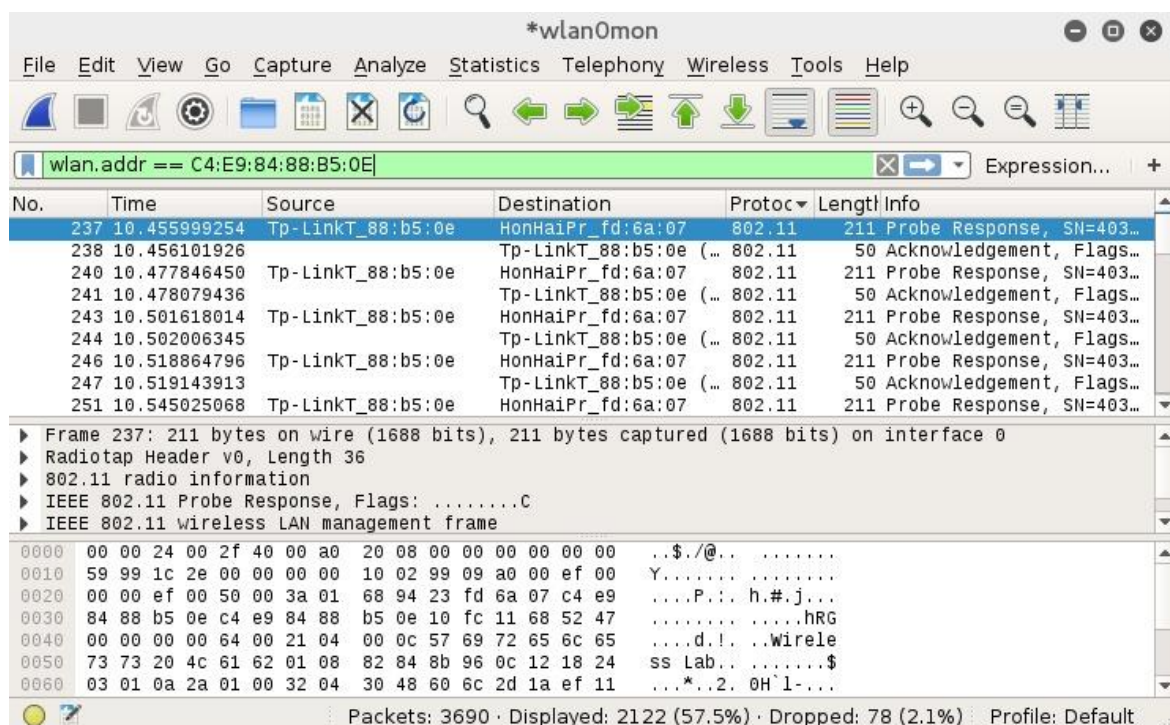 *wlan0mon
File Edit View Go Capture Analyze Statistics Telephony Wireless Tools Help
wlan.addr == C4:E9:84:88:B5:0E Expression... +
No. Time Source Destination Protoc Lengtl Info
237 10.455999254 Tp-LinkT_88:b5:0e HonHaiPr_fd:6a:07 802.11 211 Probe Response, SN=403…
238 10.456101926 Tp-LinkT_88:b5:0e (… 802.11 50 Acknowledgement, Flags…
240 10.477846450 Tp-LinkT_88:b5:0e HonHaiPr_fd:6a:07 802.11 211 Probe Response, SN=403…
241 10.478079436 Tp-LinkT_88:b5:0e (… 802.11 50 Acknowledgement, Flags…
243 10.501618014 Tp-LinkT_88:b5:0e HonHaiPr_fd:6a:07 802.11 211 Probe Response, SN=403…
244 10.502006345 Tp-LinkT_88:b5:0e (… 802.11 50 Acknowledgement, Flags…
246 10.518864796 Tp-LinkT_88:b5:0e HonHaiPr_fd:6a:07 802.11 211 Probe Response, SN=403…
247 10.519143913 Tp-LinkT_88:b5:0e (… 802.11 50 Acknowledgement, Flags…
251 10.545025068 Tp-LinkT_88:b5:0e HonHaiPr_fd:6a:07 802.11 211 Probe Response, SN=403…
Frame 237: 211 bytes on wire (1688 bits), 211 bytes captured (1688 bits) on interface 0
Radiotap Header v0, Length 36
802.11 radio information
IEEE 802.11 Probe Response, Flags: ........C
IEEE 802.11 wireless LAN management frame
0000 00 00 24 00 2f 40 00 a0 20 08 00 00 00 00 00 00 ..$./@.. .......
0010 59 99 1c 2e 00 00 00 00 10 02 99 09 a0 00 ef 00 Y....... ........
0020 00 00 ef 00 50 00 3a 01 68 94 23 fd 6a 07 c4 e9 ....P.:. h.#.j...
0030 84 88 b5 0e c4 e9 84 88 b5 0e 10 fc 11 68 52 47 ........ .....hRG
0040 00 00 00 00 64 00 21 04 00 0c 57 69 72 65 6c 65 ....d.!. ..Wirele
0050 73 73 20 4c 61 62 01 08 82 84 8b 96 0c 12 18 24 ss Lab.. .......$
0060 03 01 0a 2a 01 00 32 04 30 48 60 6c 2d 1a ef 11 ...*..2. 0H`l-...
Packets: 3690 · Displayed: 2122 (57.5%) · Dropped: 78 (2.1%) Profile: Default